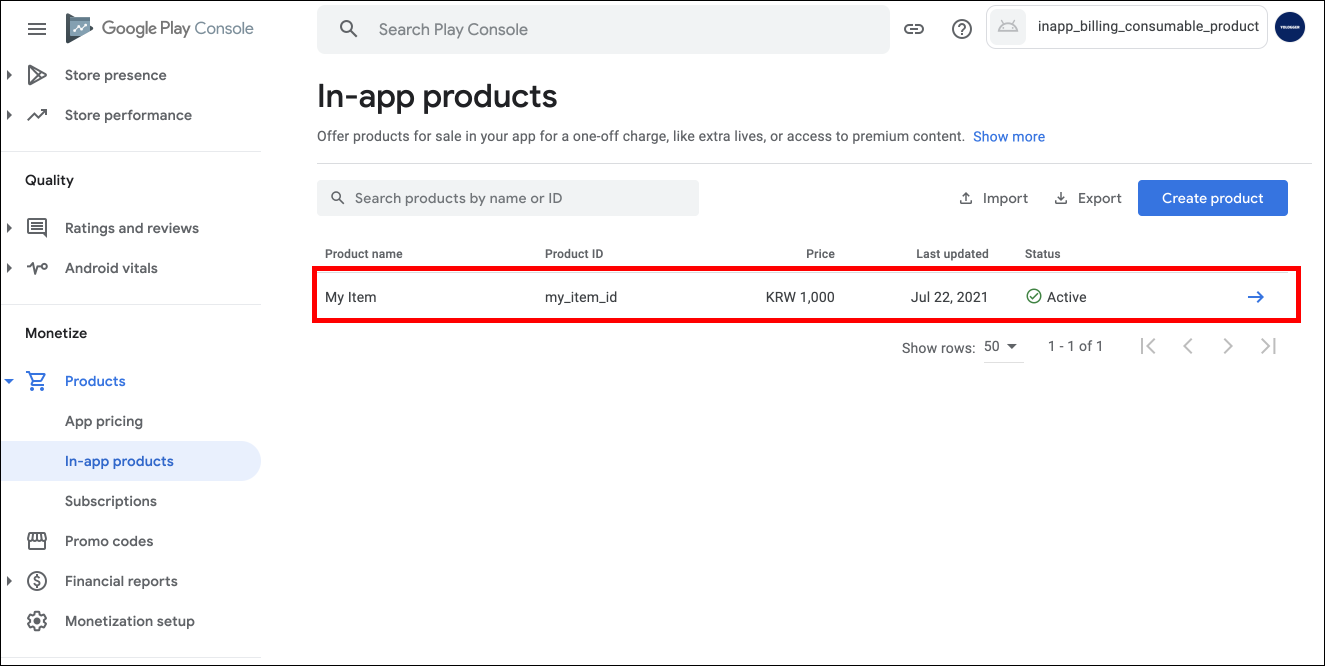 Google Play Console
Search Play Console
inapp_billing_consumable_product
Store presence
Store performance
Quality
Ratings and reviews
Android vitals
Monetize
Products
App pricing
In-app products
Subscriptions
Promo codes
Financial reports
Monetization setup
In-app products
Offer products for sale in your app for a one-off charge, like extra lives, or access to premium content. Show more
Search products by name or ID
Import Export Create product
Product name Product ID Price Last updated Status
My Item my_item_id KRW 1,000 Jul 22, 2021 Active
Show rows: 50 1 - 1 of 1